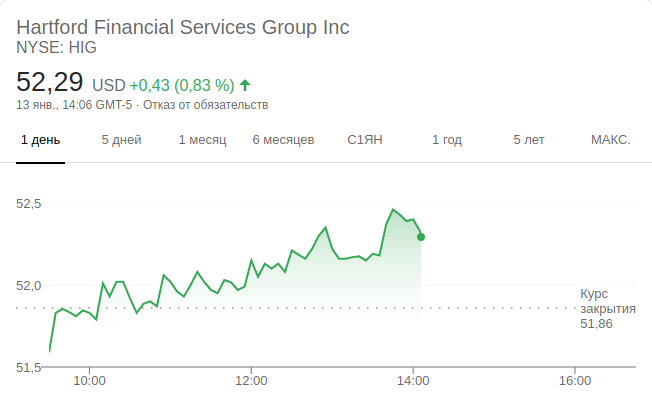 Hartford Financial Services Group Inc
NYSE: HIG
52,29 USD +0,43 (0,83 %)
13 янв., 14:06 GMT-5 · Отказ от обязательств
1 день 5 дней 1 месяц 6 месяцев С1ЯН 1 год 5 лет МАКС.
52,5
52,0
Курс
закрытия
51,86
51,5
10:00 12:00 14:00 16:00